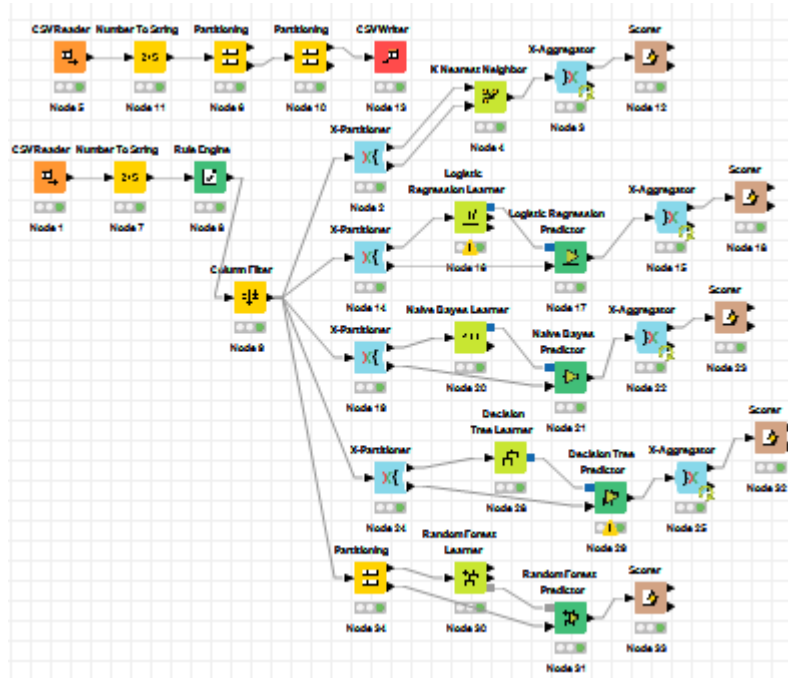 CSV Reader Number To String Partitioning Partitioning CSV Writer
Node 5 Node 11 Node 9 Node 10 Node 13
K Nearest Neighbor
Node 4
X-Aggregator
Node 3
Scorer
Node 12
CSV Reader Number To String Rule Engine
Node 1 Node 7 Node 6
Column Filter
Node 8
X-Partitioner
Node 2
X-Partitioner
Node 14
Logistic
Regression Learner
Node 16
Logistic Regression
Predictor
Node 17
X-Aggregator
Node 15
Scorer
Node 18
X-Partitioner
Node 19
Naive Bayes Learner
Node 20
Naive Bayes
Predictor
Node 21
X-Aggregator
Node 22
Scorer
Node 23
X-Partitioner
Node 24
Decision
Tree Learner
Node 28
Decision Tree
Predictor
Node 29
X-Aggregator
Node 25
Scorer
Node 32
Partitioning
Node 34
Random Forest
Learner
Node 30
Random Forest
Predictor
Node 31
Scorer
Node 33